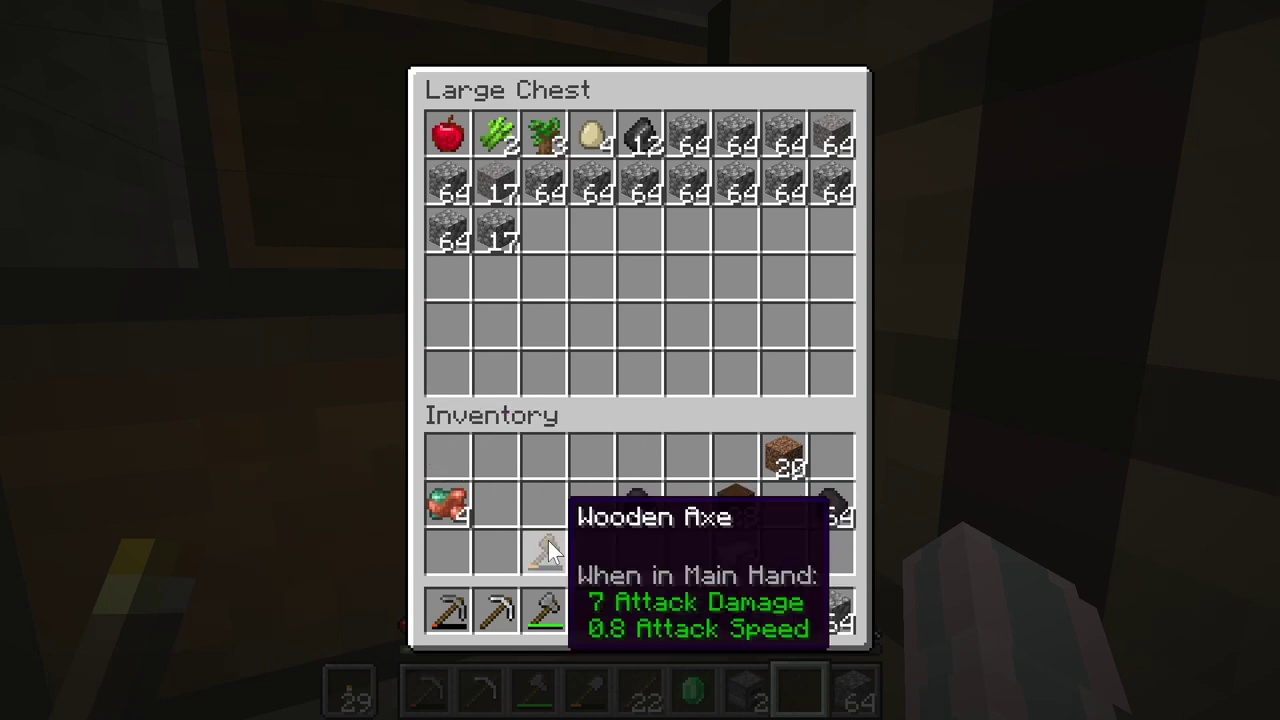 Large Chest
2 3 4 12 64 64 64 64
64 17 64 64 64 64 64 64 64
64 17
Inventory
20
4 64
Wooden Axe
When in Main Hand:
7 Attack Damage
0.8 Attack Speed
64
29 22 2 64